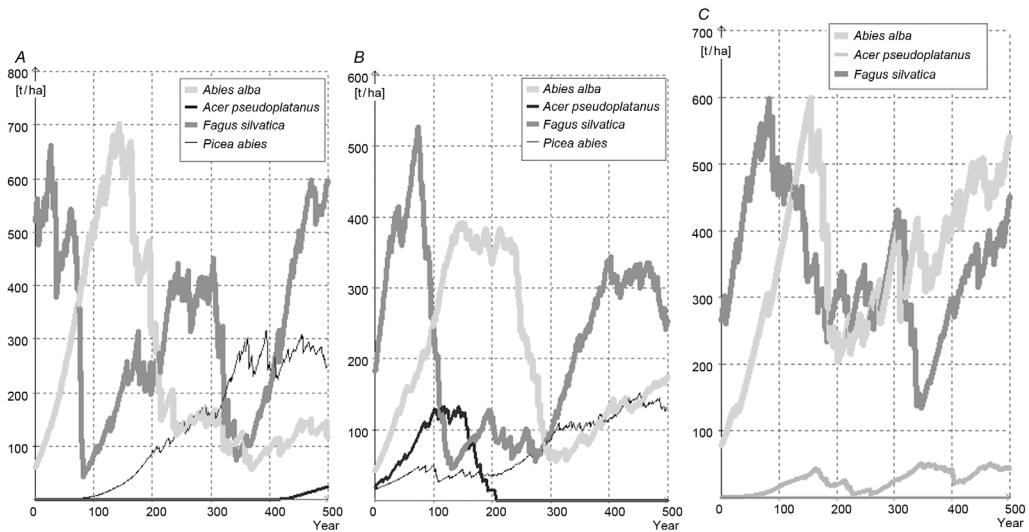 A
800
[t/ha]
700
600
500
400
300
200
100
0
100
200
300
400
500
Year
Abies alba
Acer pseudoplatanus
Fagus silvatica
Picea abies
B
600
[t/ha]
500
400
300
200
100
0
100
200
300
400
500
Year
Abies alba
Acer pseudoplatanus
Fagus silvatica
Picea abies
C
700
[t/ha]
600
500
400
300
200
100
0
100
200
300
400
500
Year
Abies alba
Acer pseudoplatanus
Fagus silvatica